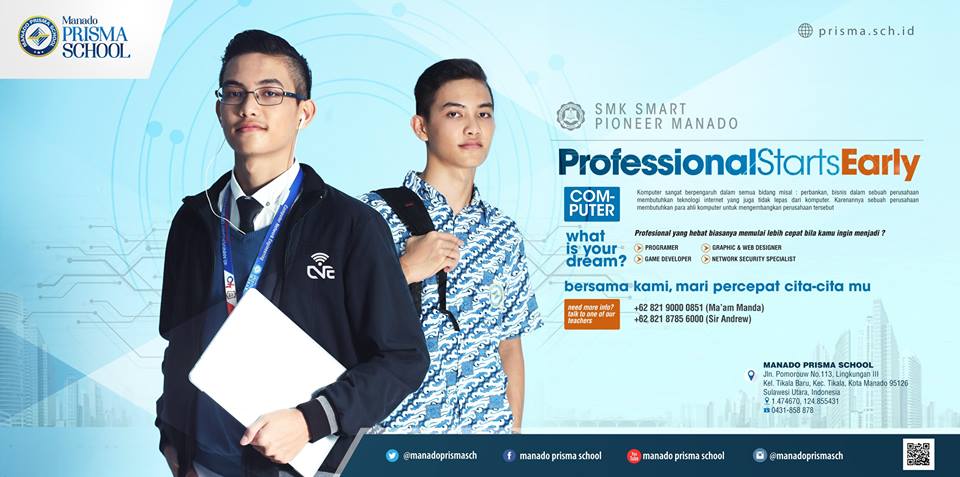 Manado
PRISMA
SCHOOL
MANADO PRISMA SCHOOL
prisma.sch.id
SMK SMART
PIONEER MANADO
ProfessionalStartsEarly
COM-
PUTER
Komputer sangat berpengaruh dalam semua bidang misal : perbankan, bisnis dalam sebuah perusahaan
membutuhkan teknologi internet yang juga tidak lepas dari komputer. Karenannya sebuah perusahaan
membutuhkan para ahli komputer untuk mengembangkan perusahaan tersebut
what
is your
dream?
Profesional yang hebat biasanya memulai lebih cepat bila kamu ingin menjadi ?
PROGRAMER
GRAPHIC & WEB DESIGNER
GAME DEVELOPER
NETWORK SECURITY SPECIALIST
bersama kami, mari percepat cita-cita mu
need more info?
talk to one of our
teachers
+62 821 9000 0851 (Ma'am Manda)
+62 821 8785 6000 (Sir Andrew)
MANADO PRISMA SCHOOL
Jln. Pomorouw No.113, Lingkungan III
Kel. Tikala Baru, Kec. Tikala, Kota Manado 95126
Sulawesi Utara, Indonesia
1.474670, 124.855431
0431-858 878
@manadoprismasch
manado prisma school
You
Tube
manado prisma school
@manadoprismasch